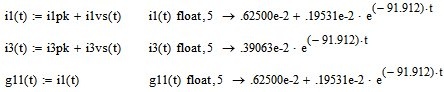 i1(t) := i1pk + i1vs(t) i1(t) float,5 → .62500e-2 + .19531e-2 · e^(– 91.912)·t
i3(t) := i3pk + i3vs(t) i3(t) float,5 → .39063e-2 · e^(– 91.912)·t
g11(t) := i1(t) g11(t) float,5 → .62500e-2 + .19531e-2 · e^(– 91.912)·t